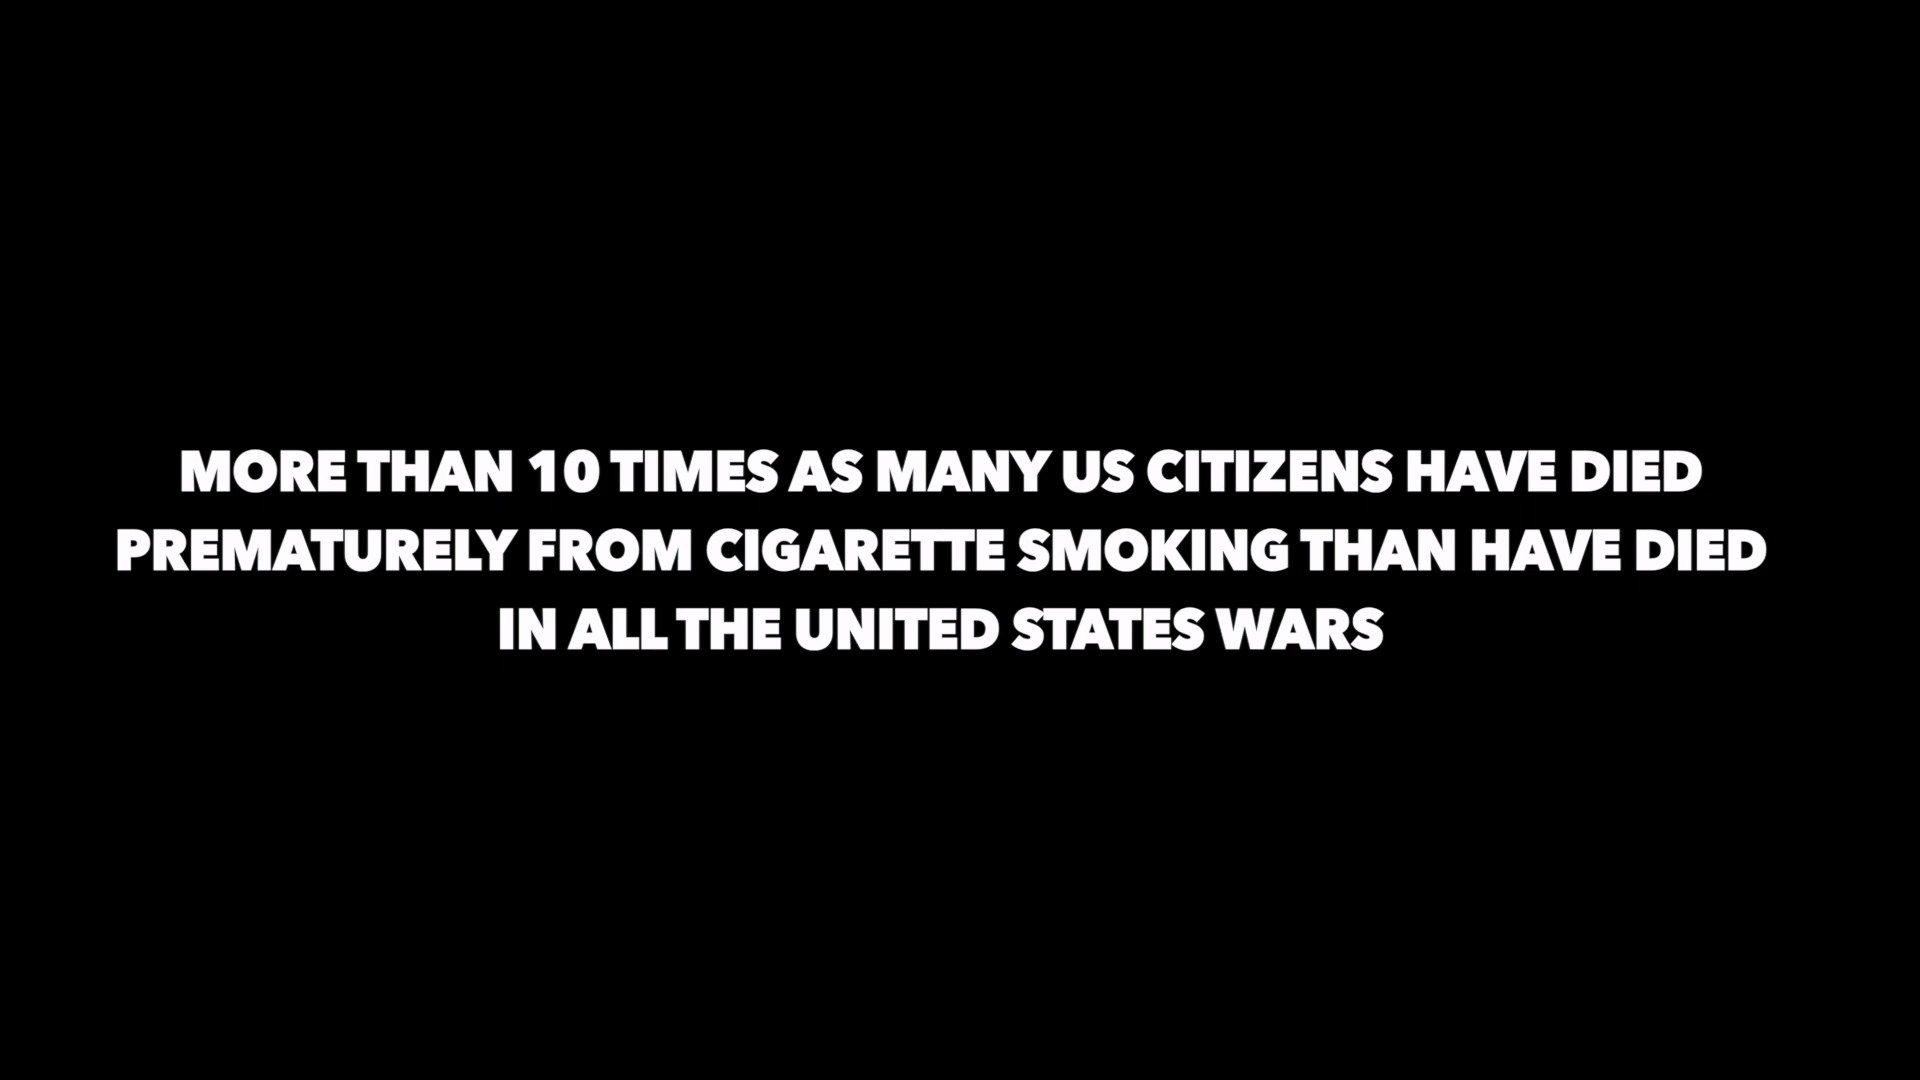 MORE THAN 10 TIMES AS MANY US CITIZENS HAVE DIED
PREMATURELY FROM CIGARETTE SMOKING THAN HAVE DIED
IN ALL THE UNITED STATES WARS